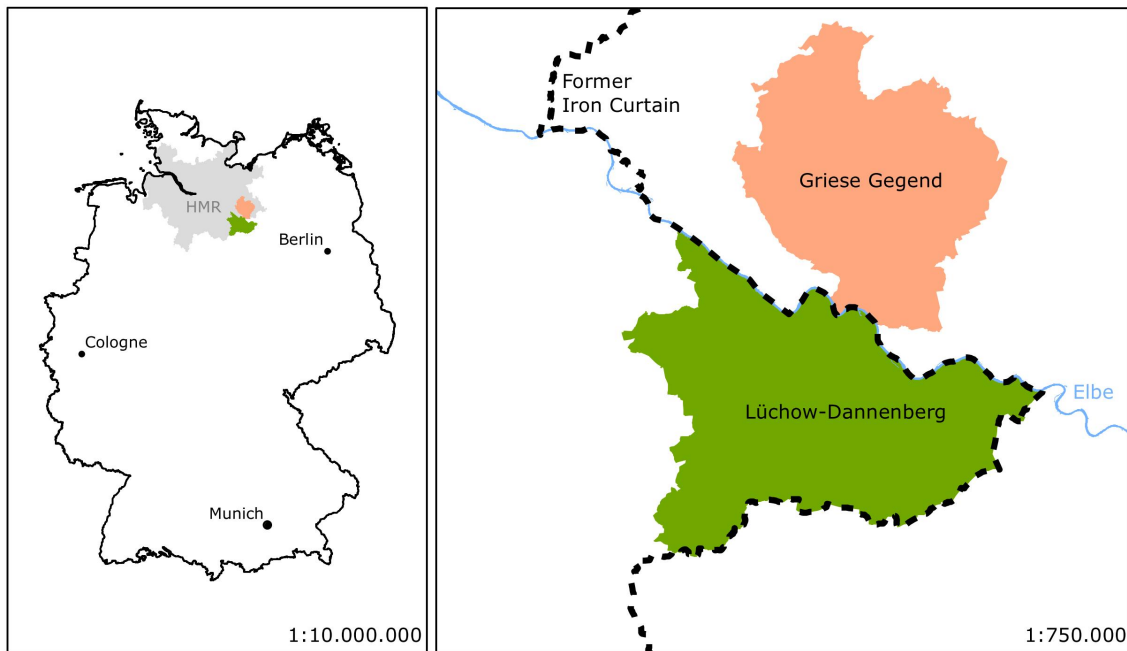 HMR
Berlin
Cologne
Munich
1:10.000.000
Former
Iron Curtain
Griese Gegend
Lüchow-Dannenberg
Elbe
1:750.000